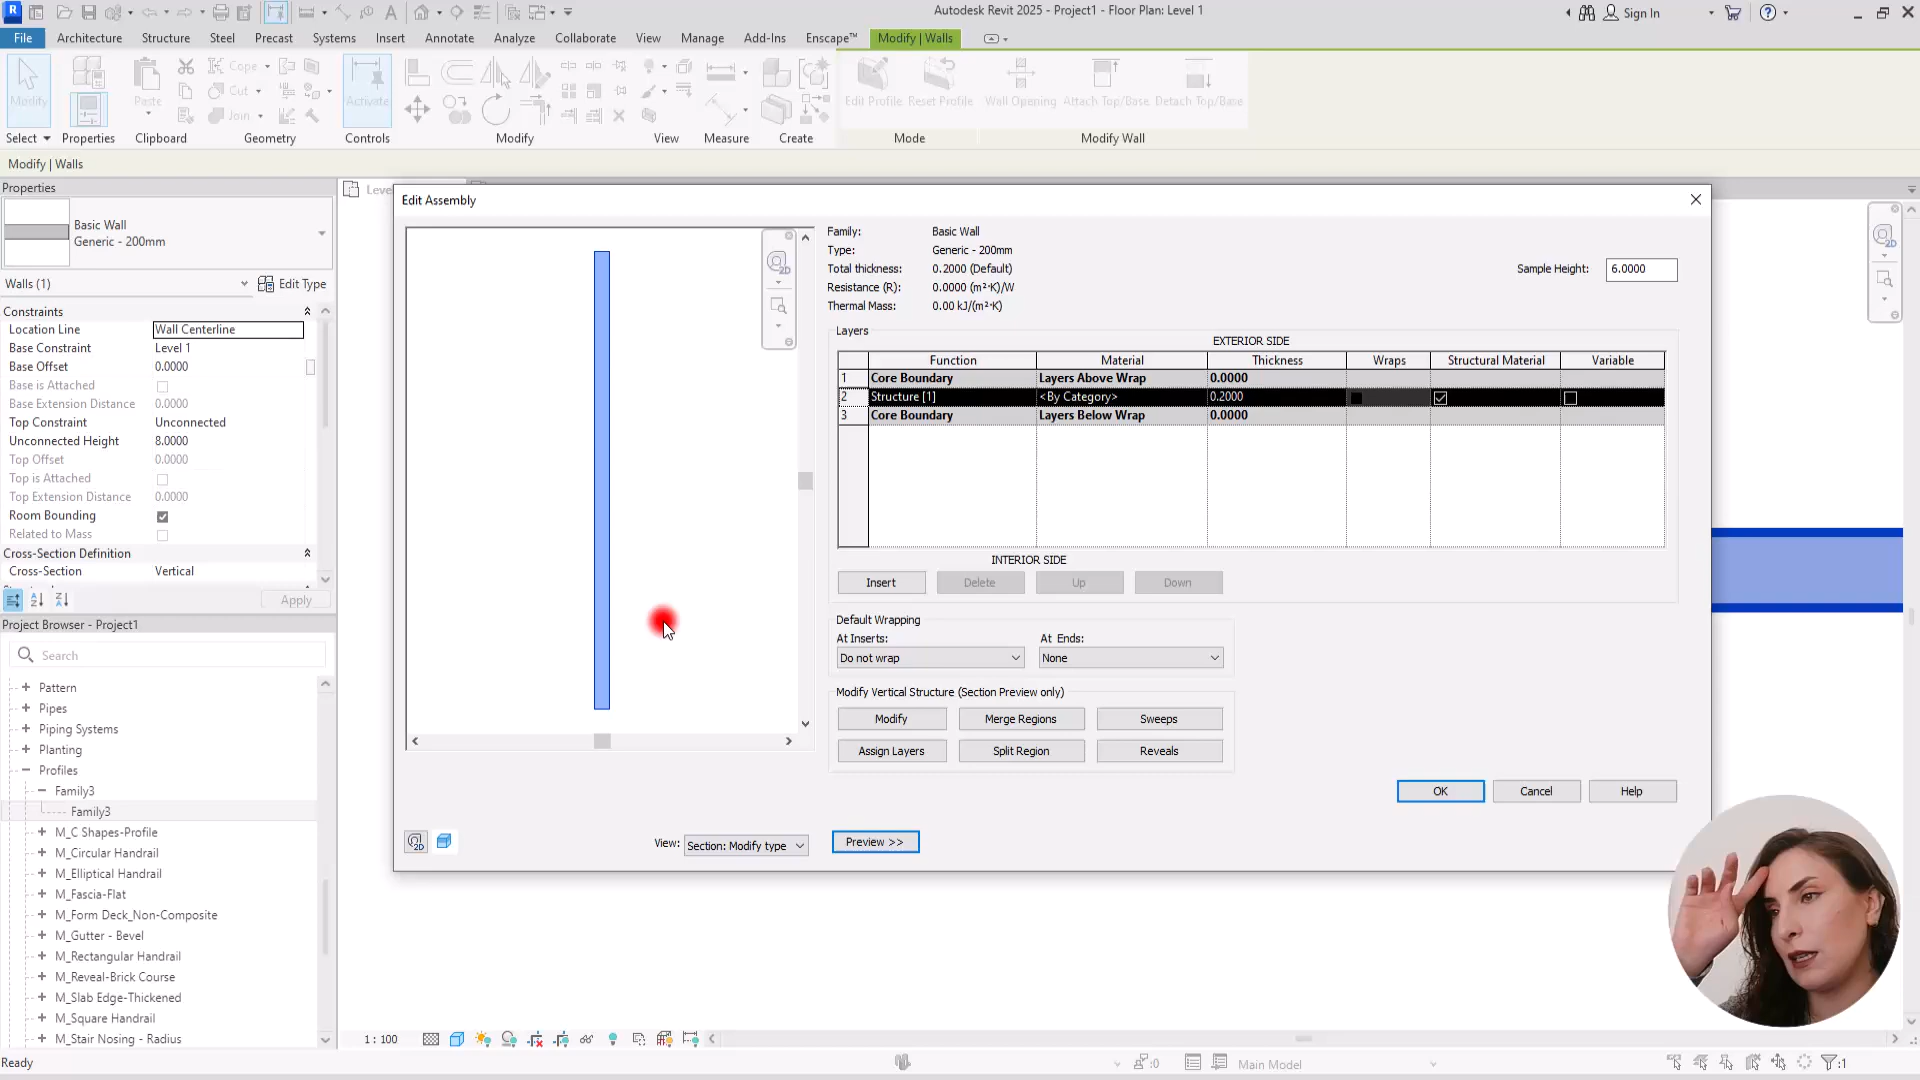 Autodesk Revit 2025 - Project1 - Floor Plan: Level 1
Sign In
File Architecture Structure Steel Precast Systems Insert Annotate Analyze Collaborate View Manage Add-Ins Enscape™ Modify | Walls
Modify
Paste
Cope
Cut
Join
Activate
Edit Profile Reset Profile Wall Opening Attach Top/Base Detach Top/Base
Select Properties Clipboard Geometry Controls Modify View Measure Create Mode Modify Wall
Modify | Walls
Properties
Basic Wall
Generic - 200mm
Walls (1) Edit Type
Constraints
Location Line Wall Centerline
Base Constraint Level 1
Base Offset 0.0000
Base is Attached
Base Extension Distance 0.0000
Top Constraint Unconnected
Unconnected Height 8.0000
Top Offset 0.0000
Top is Attached
Top Extension Distance 0.0000
Room Bounding
Related to Mass
Cross-Section Definition
Cross-Section Vertical
Apply
Project Browser - Project1
Search
Pattern
Pipes
Piping Systems
Planting
Profiles
Family3
Family3
M_C Shapes-Profile
M_Circular Handrail
M_Elliptical Handrail
M_Fascia-Flat
M_Form Deck_Non-Composite
M_Gutter - Bevel
M_Rectangular Handrail
M_Reveal-Brick Course
M_Slab Edge-Thickened
M_Square Handrail
M_Stair Nosing - Radius
Ready
Edit Assembly
2D
Family: Basic Wall
Type: Generic - 200mm
Total thickness: 0.2000 (Default)
Resistance (R): 0.0000 (m²·K)/W
Thermal Mass: 0.00 kJ/(m²·K)
Sample Height: 6.0000
Layers
EXTERIOR SIDE
Function Material Thickness Wraps Structural Material Variable
1 Core Boundary Layers Above Wrap 0.0000
2 Structure [1] <By Category> 0.2000
3 Core Boundary Layers Below Wrap 0.0000
INTERIOR SIDE
Insert Delete Up Down
Default Wrapping
At Inserts: At Ends:
Do not wrap None
Modify Vertical Structure (Section Preview only)
Modify Merge Regions Sweeps
Assign Layers Split Region Reveals
OK Cancel Help
View: Section: Modify type Preview >>
2D
1 : 100
:0
Main Model
:1